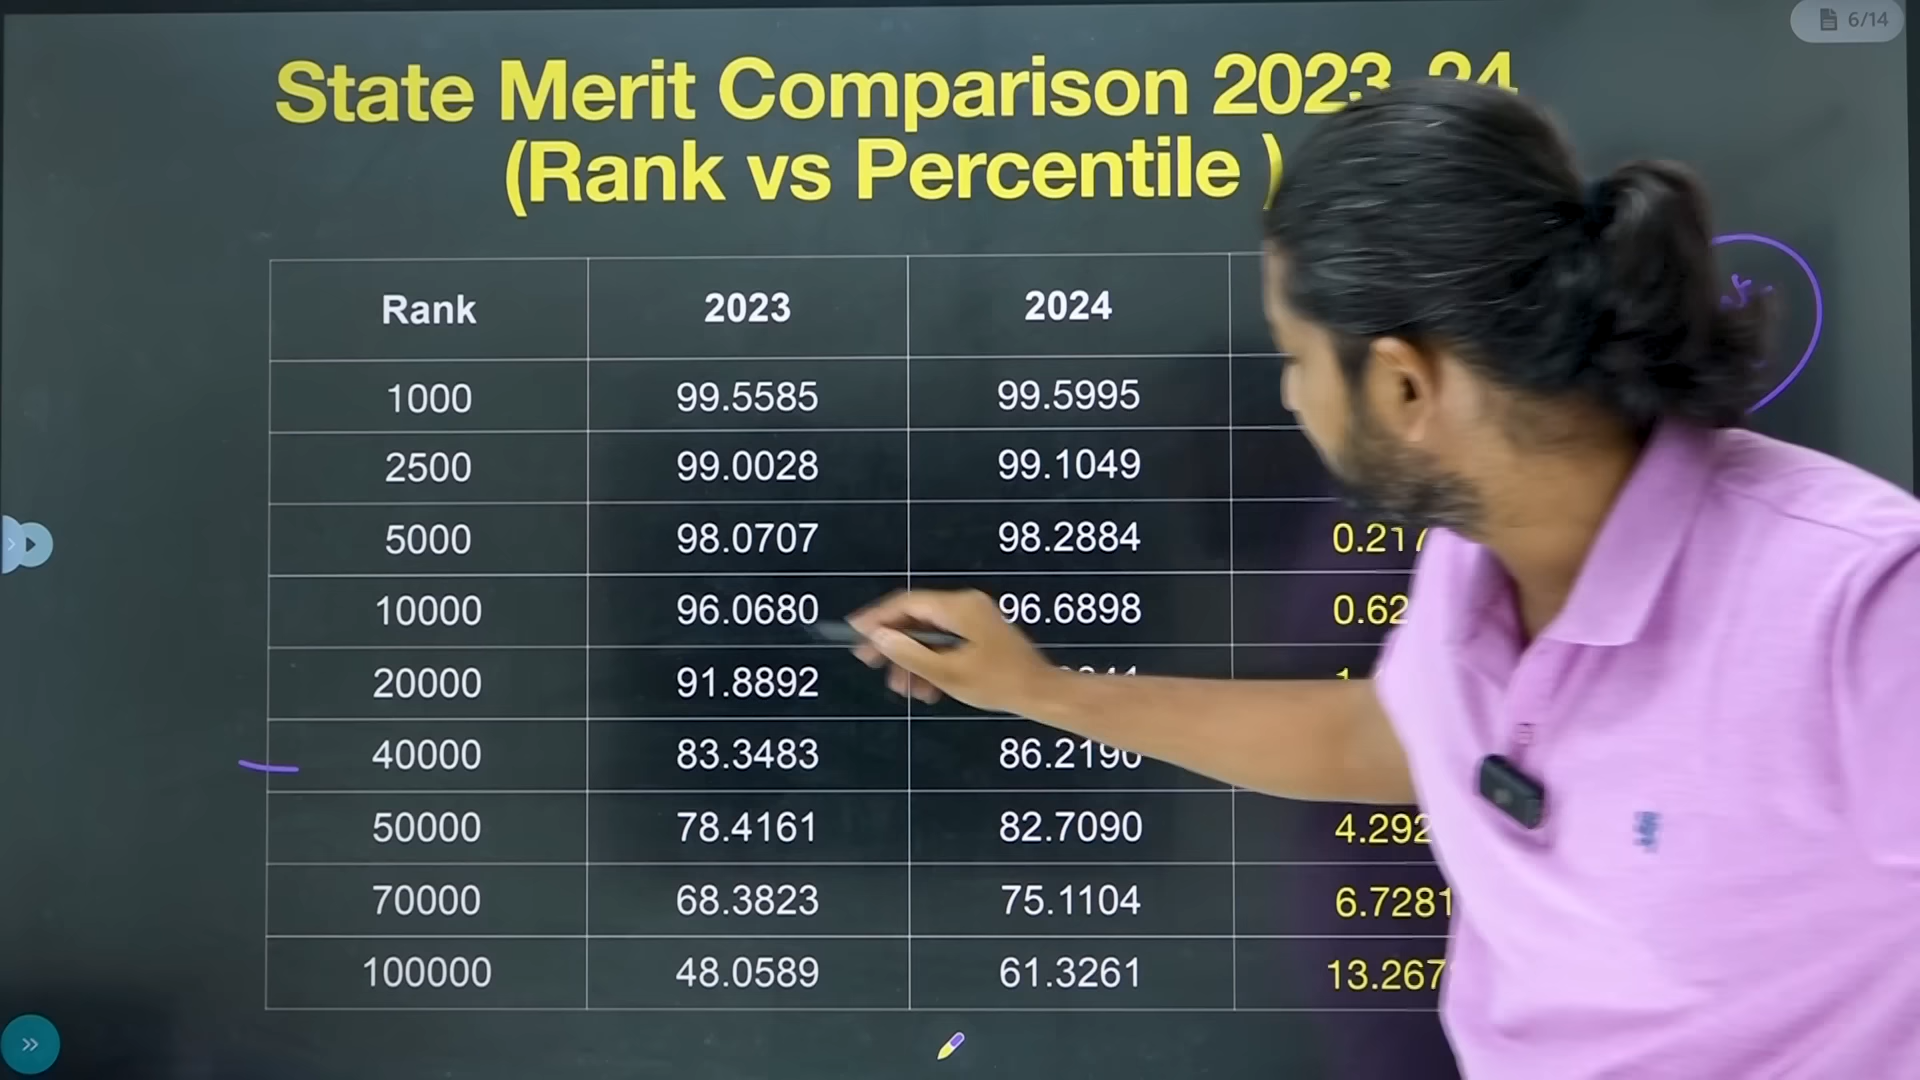 6/14
State Merit Comparison 2023-24
(Rank vs Percentile )
Rank 2023 2024
1000 99.5585 99.5995
2500 99.0028 99.1049
5000 98.0707 98.2884 0.217
10000 96.0680 96.6898 0.62
20000 91.8892
40000 83.3483 86.2196
50000 78.4161 82.7090 4.292
70000 68.3823 75.1104 6.7281
100000 48.0589 61.3261 13.267